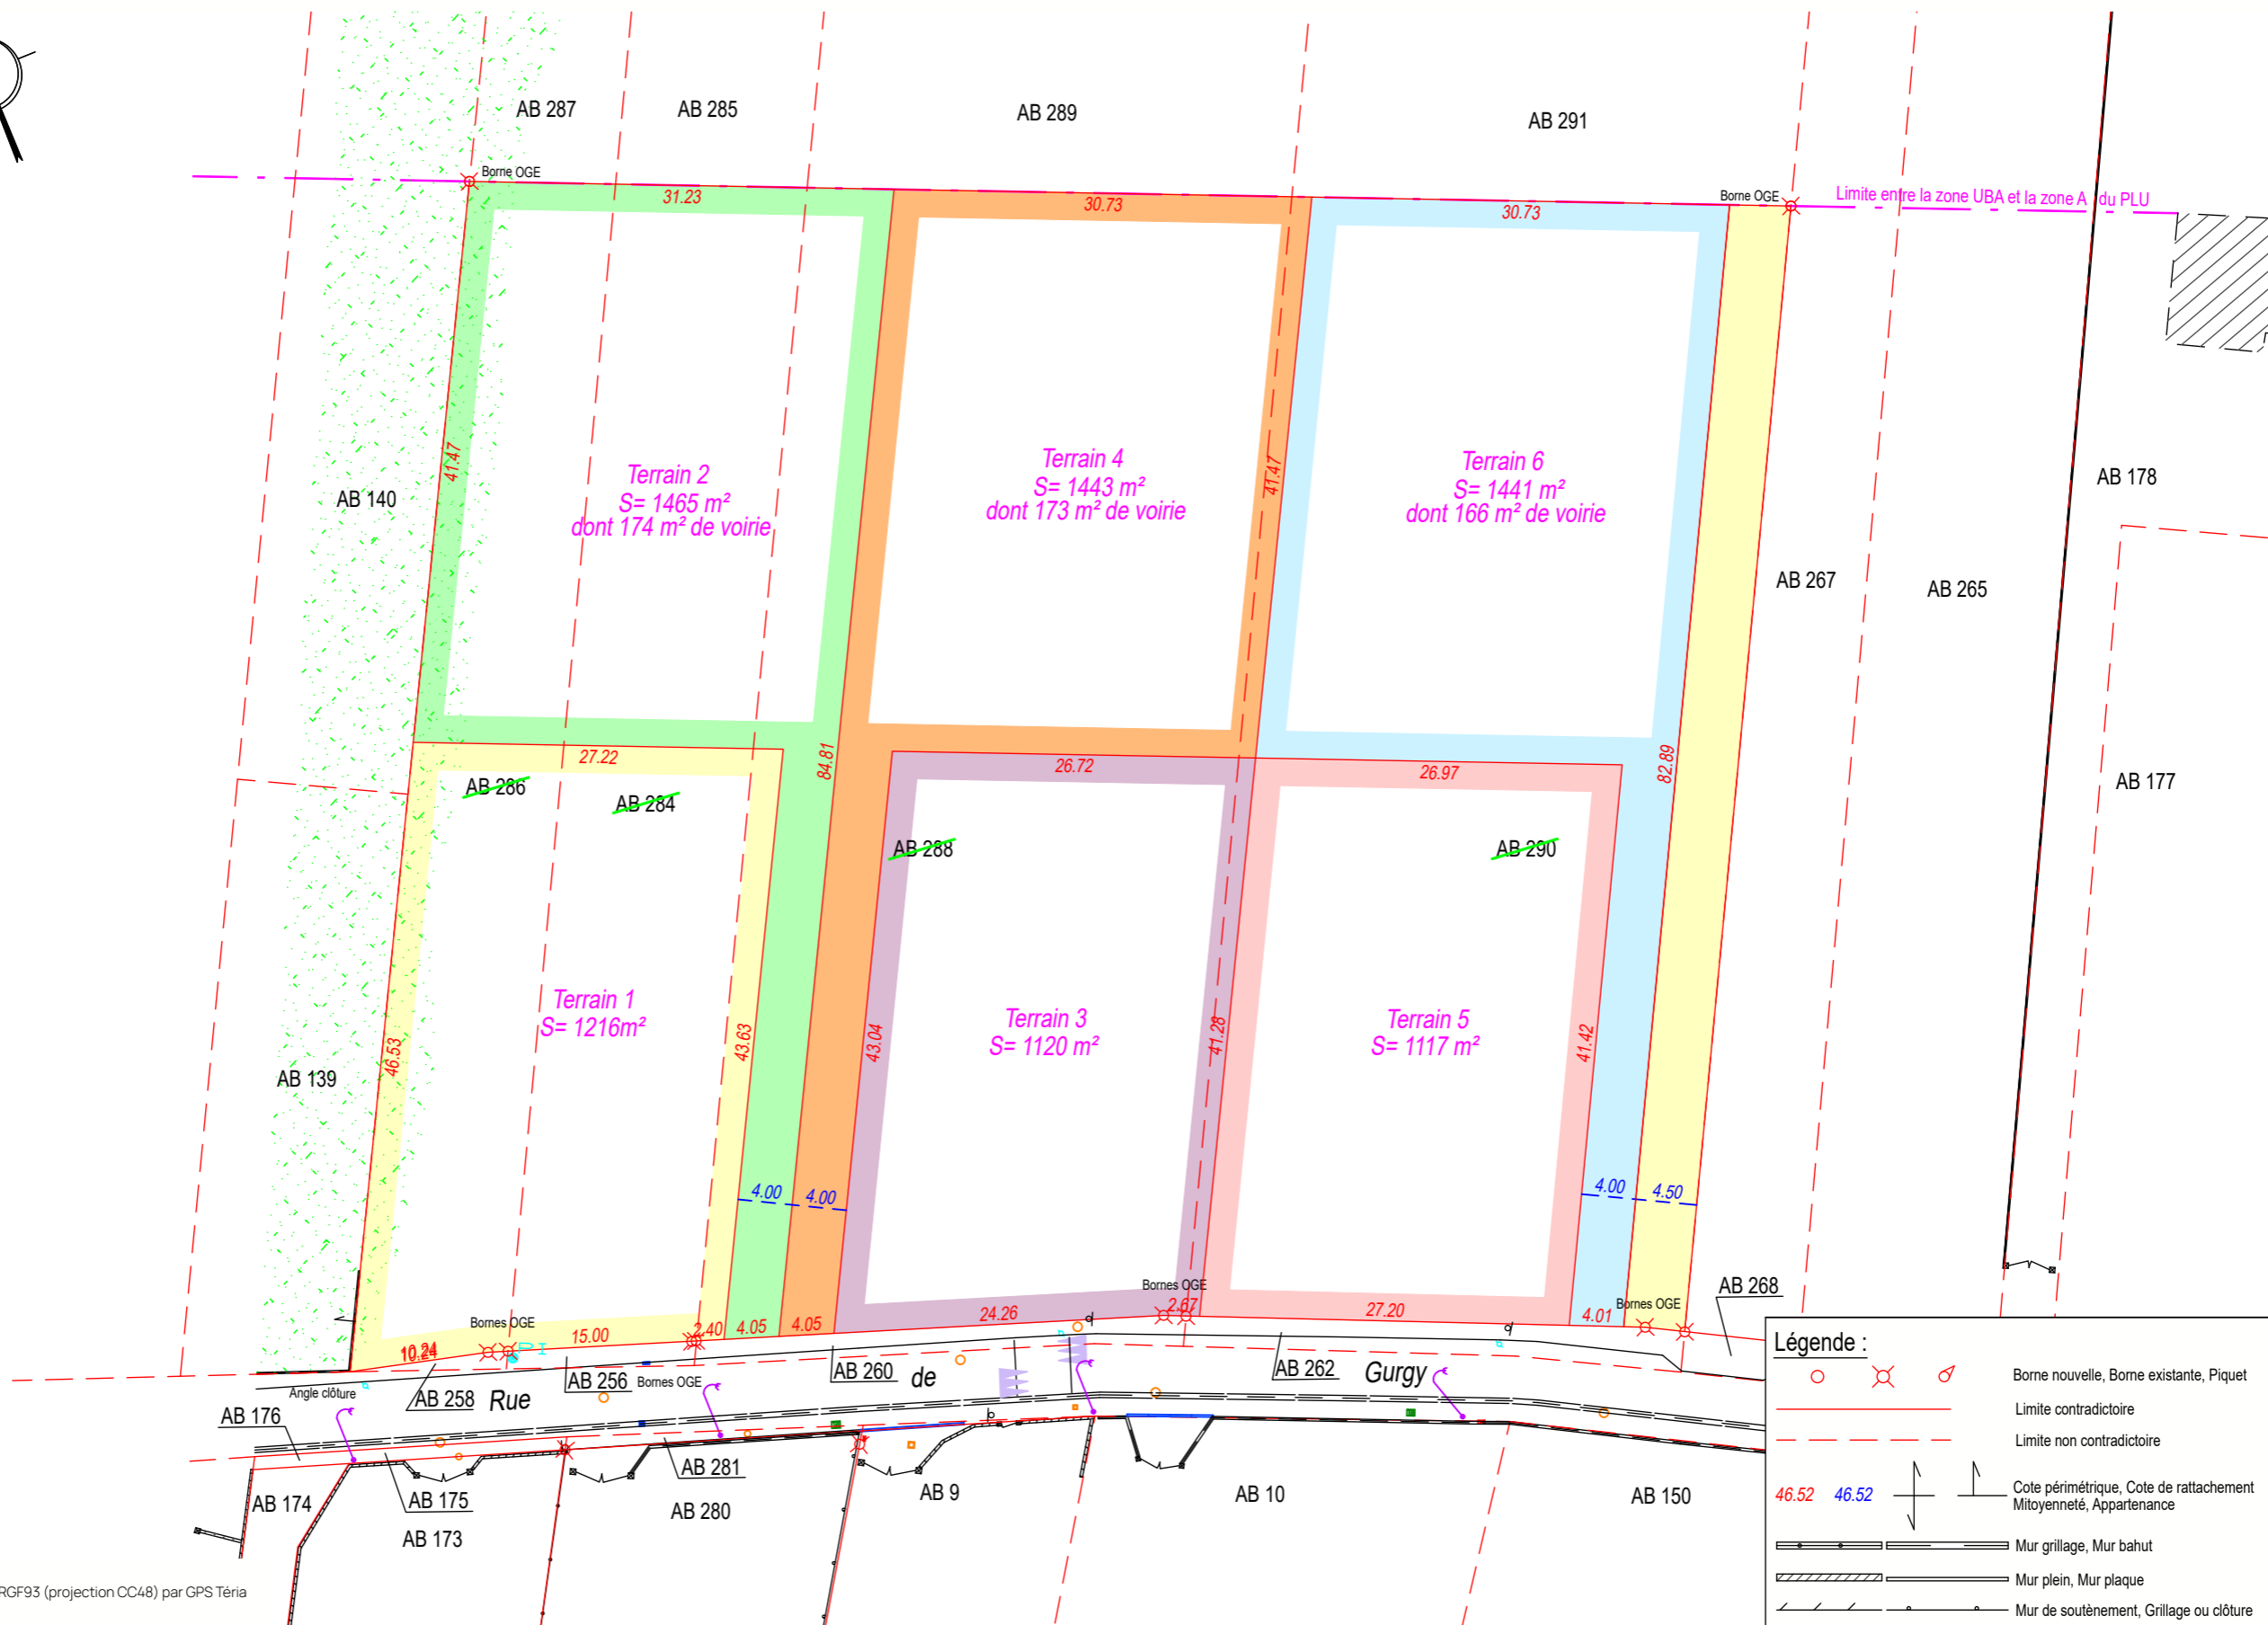 AB 287
AB 285
AB 289
AB 291
Borne OGE
Borne OGE
Limite entre la zone UBA et la zone A du PLU
31.23
30.73
30.73
41.47
Terrain 2
S= 1465 m²
dont 174 m² de voirie
Terrain 4
S= 1443 m²
dont 173 m² de voirie
41.47
Terrain 6
S= 1441 m²
dont 166 m² de voirie
AB 140
AB 178
AB 267
AB 265
27.22
84.81
26.72
26.97
82.89
AB 177
AB 286
AB 284
AB 288
AB 290
Terrain 1
S= 1216m²
Terrain 3
S= 1120 m²
Terrain 5
S= 1117 m²
46.53
43.63
43.04
41.28
41.42
AB 139
4.00
4.00
4.00
4.50
Bornes OGE
Bornes OGE
Bornes OGE
AB 268
10.24
15.00
2.40
4.05
4.05
24.26
2.67
27.20
4.01
Angle clôture
AB 258
Rue
AB 256
Bornes OGE
AB 260
de
AB 262
Gurgy
AB 176
AB 281
AB 174
AB 175
AB 173
AB 280
AB 9
AB 10
AB 150
RGF93 (projection CC48) par GPS Téria
Légende :
Borne nouvelle, Borne existante, Piquet
Limite contradictoire
Limite non contradictoire
46.52
46.52
Cote périmétrique, Cote de rattachement
Mitoyenneté, Appartenance
Mur grillage, Mur bahut
Mur plein, Mur plaque
Mur de soutènement, Grillage ou clôture